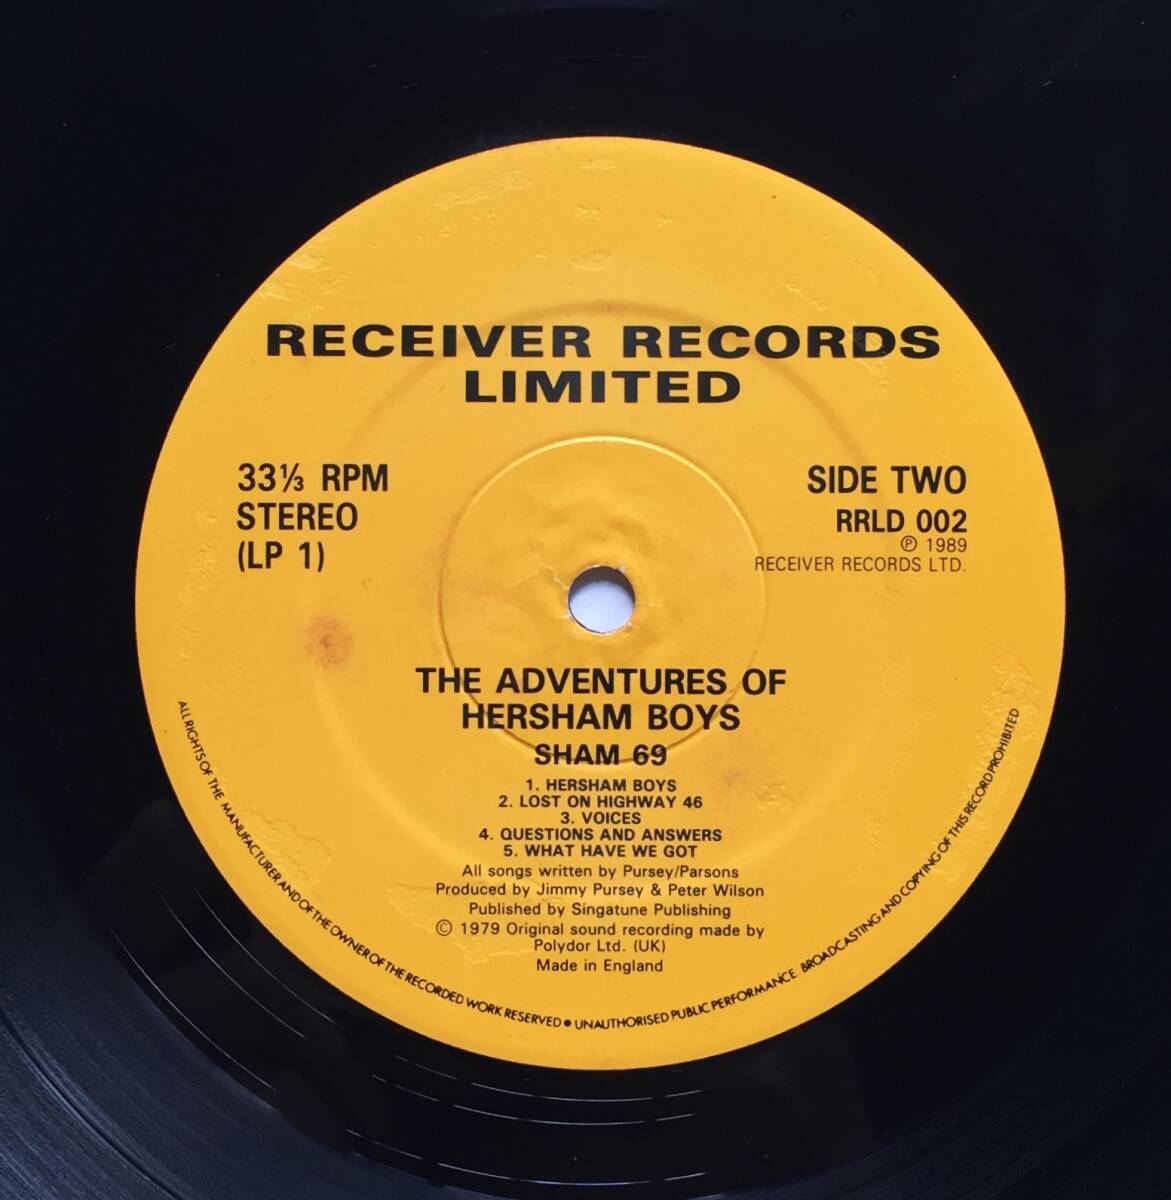 RECEIVER RECORDS
LIMITED
33⅓ RPM
STEREO
(LP 1)
SIDE TWO
RRLD 002
℗ 1989
RECEIVER RECORDS LTD.
THE ADVENTURES OF
HERSHAM BOYS
SHAM 69
1. HERSHAM BOYS
2. LOST ON HIGHWAY 46
3. VOICES
4. QUESTIONS AND ANSWERS
5. WHAT HAVE WE GOT
All songs written by Pursey/Parsons
Produced by Jimmy Pursey & Peter Wilson
Published by Singatune Publishing
© 1979 Original sound recording made by
Polydor Ltd. (UK)
Made in England
ALL RIGHTS OF THE MANUFACTURER AND OF THE OWNER OF THE RECORDED WORK RESERVED ● UNAUTHORISED PUBLIC PERFORMANCE BROADCASTING AND COPYING OF THIS RECORD PROHIBITED